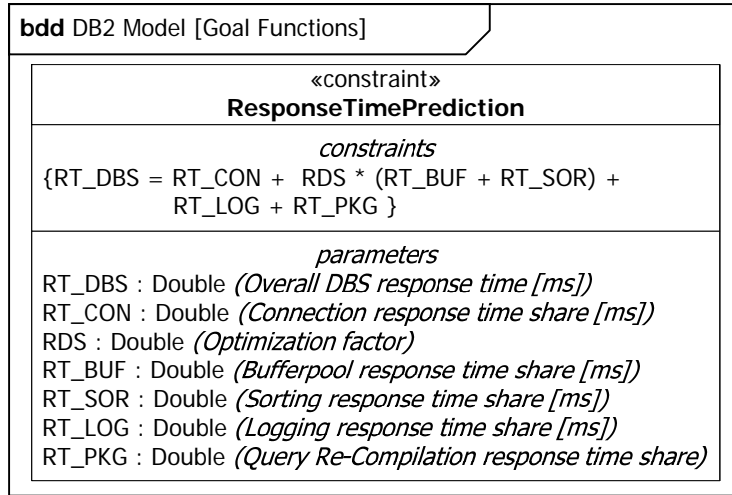 bdd DB2 Model [Goal Functions]
«constraint»
ResponseTimePrediction
constraints
{RT_DBS = RT_CON + RDS * (RT_BUF + RT_SOR) +
RT_LOG + RT_PKG }
parameters
RT_DBS : Double (Overall DBS response time [ms])
RT_CON : Double (Connection response time share [ms])
RDS : Double (Optimization factor)
RT_BUF : Double (Bufferpool response time share [ms])
RT_SOR : Double (Sorting response time share [ms])
RT_LOG : Double (Logging response time share [ms])
RT_PKG : Double (Query Re-Compilation response time share)